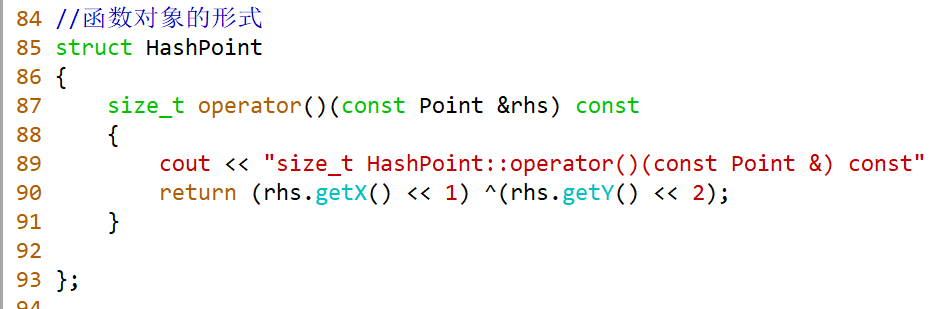 84 //函数对象的形式
85 struct HashPoint
86 {
87     size_t operator()(const Point &rhs) const
88     {
89         cout << "size_t HashPoint::operator()(const Point &) const"
90         return (rhs.getX() << 1) ^(rhs.getY() << 2);
91     }
92
93 };
94